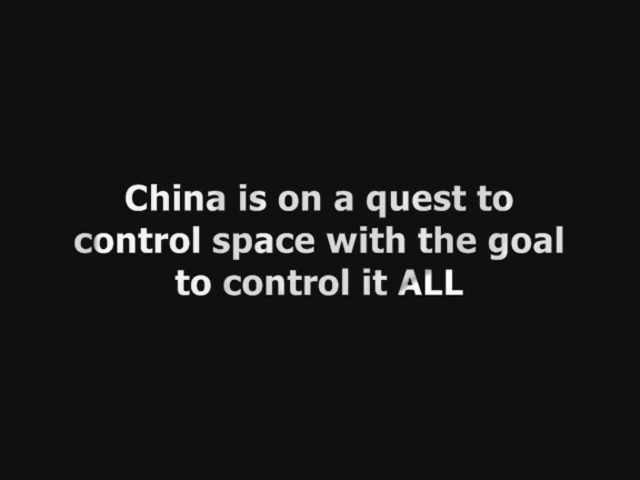 China is on a quest to
control space with the goal
to control it ALL